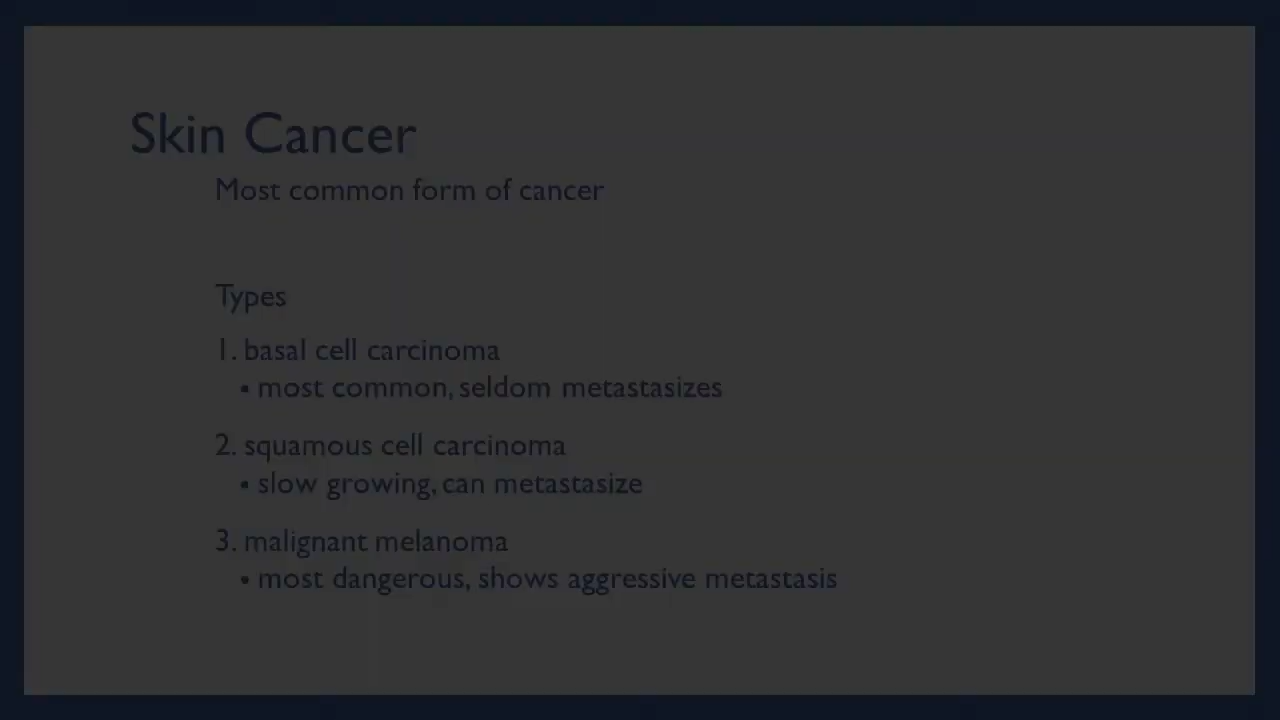 Skin Cancer
Most common form of cancer
Types
1. basal cell carcinoma
• most common, seldom metastasizes
2. squamous cell carcinoma
• slow growing, can metastasize
3. malignant melanoma
• most dangerous, shows aggressive metastasis